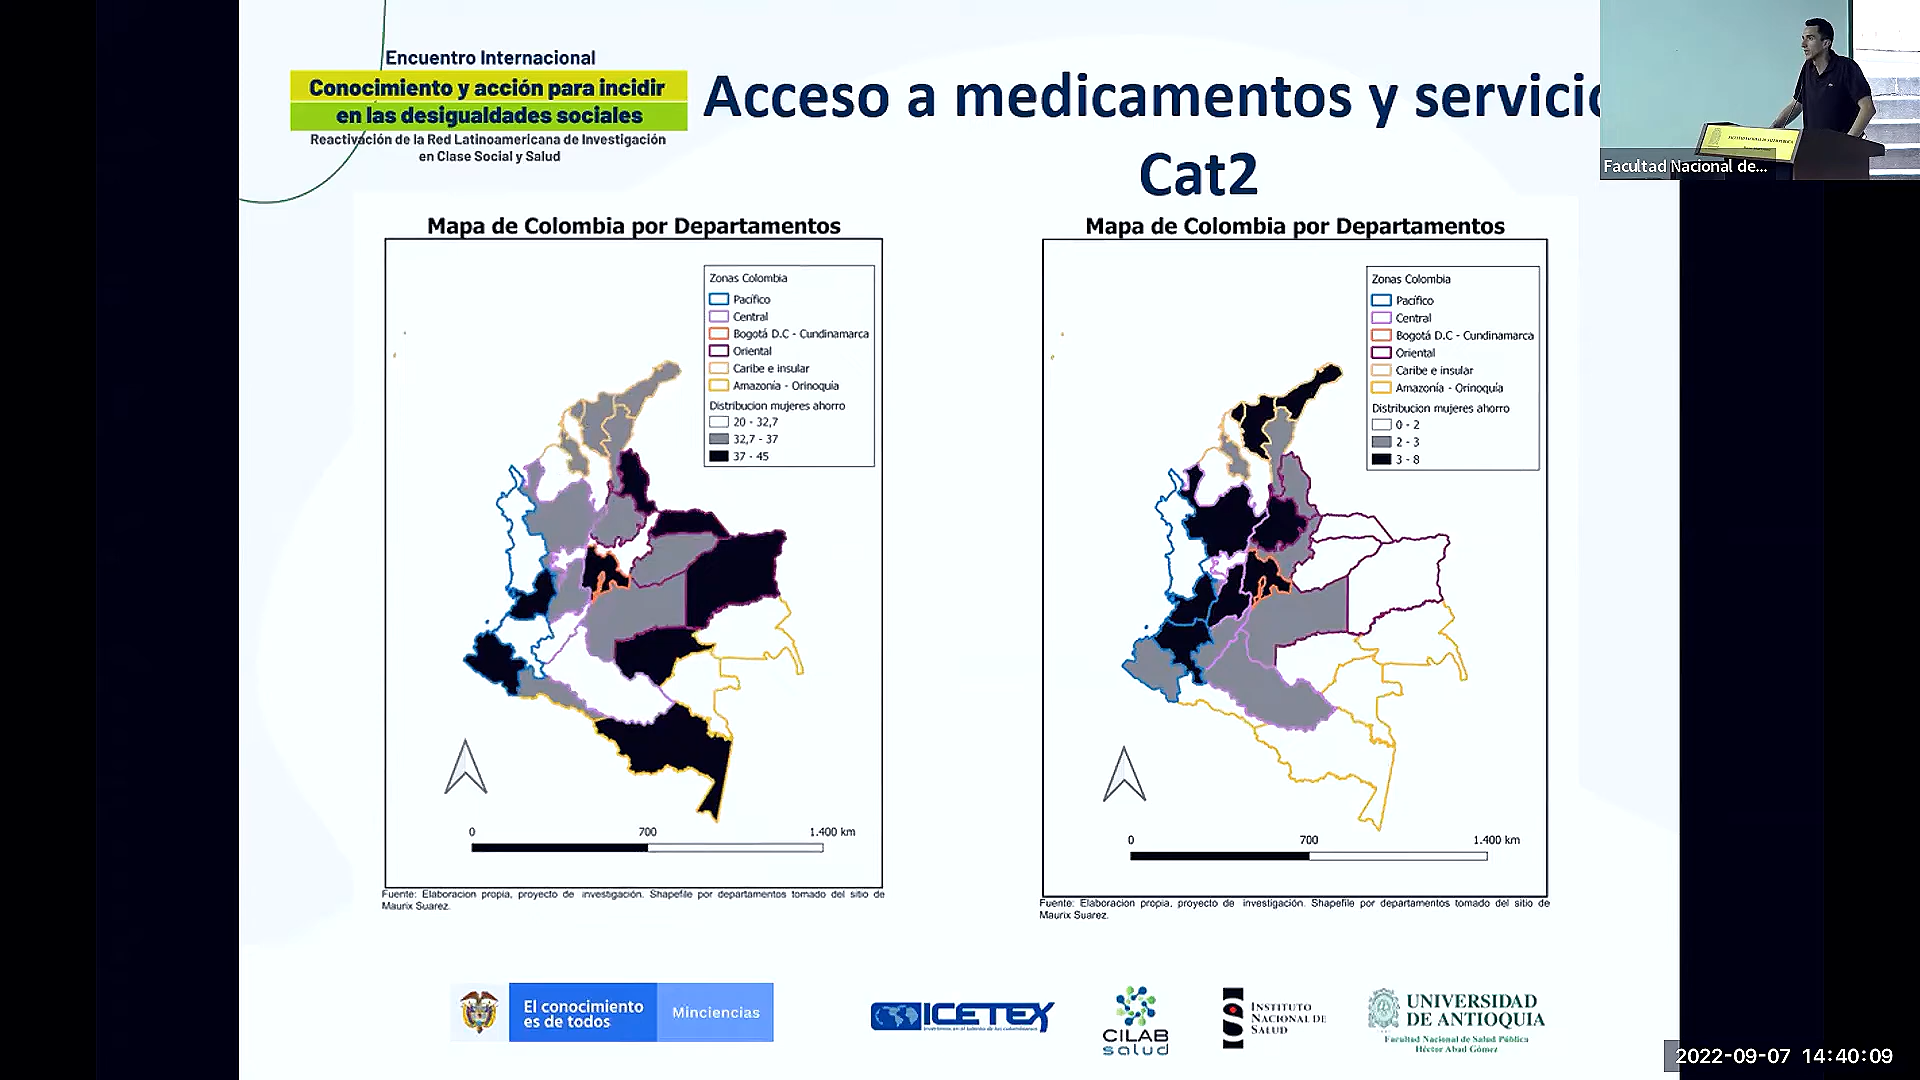 Encuentro Internacional
Conocimiento y acción para incidir
en las desigualdades sociales
Reactivación de la Red Latinoamericana de Investigación
en Clase Social y Salud
Acceso a medicamentos y servicio
Cat2
Facultad Nacional de...
Mapa de Colombia por Departamentos
Zonas Colombia
Pacífico
Central
Bogotá D.C - Cundinamarca
Oriental
Caribe e insular
Amazonía - Orinoquía
Distribucion mujeres ahorro
20 - 32,7
32,7 - 37
37 - 45
0
700
1.400 km
Fuente: Elaboracion propia, proyecto de investigación. Shapefile por departamentos tomado del sitio de
Maurix Suarez.
Mapa de Colombia por Departamentos
Zonas Colombia
Pacífico
Central
Bogotá D.C - Cundinamarca
Oriental
Caribe e insular
Amazonía - Orinoquía
Distribucion mujeres ahorro
0 - 2
2 - 3
3 - 8
0
700
1.400 km
Fuente: Elaboracion propia, proyecto de investigación. Shapefile por departamentos tomado del sitio de
Maurix Suarez.
El conocimiento
es de todos
Minciencias
ICETEX
CILAB
salud
INSTITUTO
NACIONAL DE
SALUD
UNIVERSIDAD
DE ANTIOQUIA
Facultad Nacional de Salud Pública
Héctor Abad Gómez
2022-09-07 14:40:09